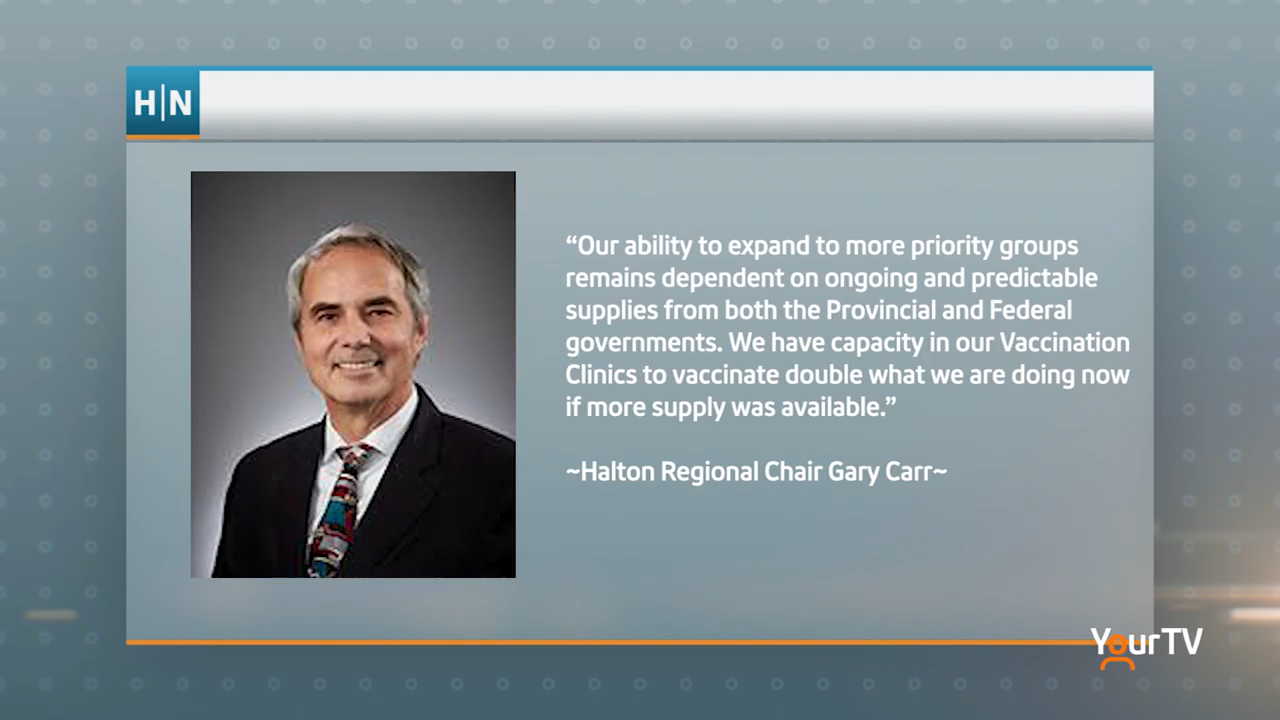 H|N
“Our ability to expand to more priority groups
remains dependent on ongoing and predictable
supplies from both the Provincial and Federal
governments. We have capacity in our Vaccination
Clinics to vaccinate double what we are doing now
if more supply was available.”
~Halton Regional Chair Gary Carr~
YourTV